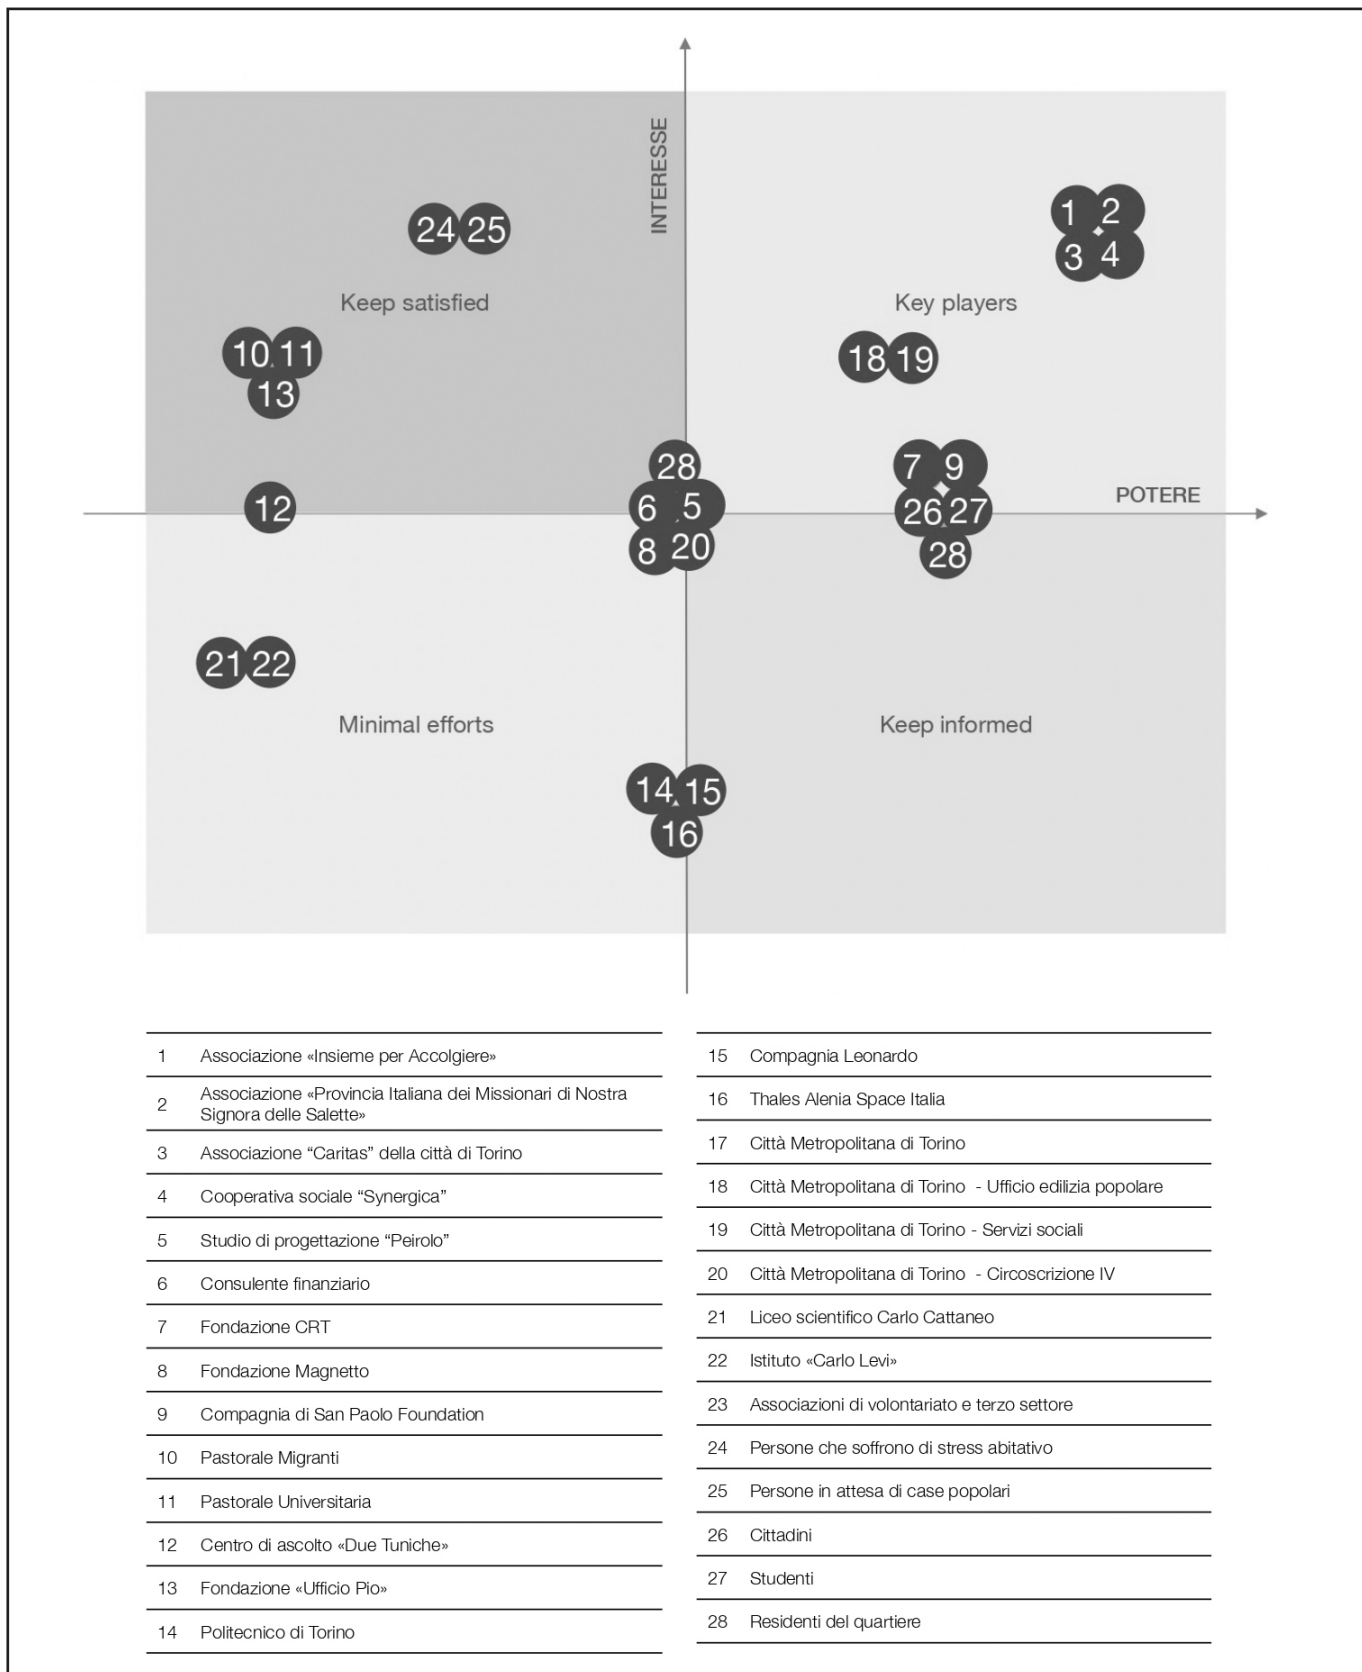 INTERESSE
1 2
24 25
3 4
Keep satisfied
Key players
10 11
18 19
13
28
7 9
POTERE
12
6 5
26 27
8 20
28
21 22
Minimal efforts
Keep informed
14 15
16
1 Associazione «Insieme per Accolgiere»
2 Associazione «Provincia Italiana dei Missionari di Nostra
Signora delle Salette»
3 Associazione “Caritas” della città di Torino
4 Cooperativa sociale “Synergica”
5 Studio di progettazione “Peirolo”
6 Consulente finanziario
7 Fondazione CRT
8 Fondazione Magnetto
9 Compagnia di San Paolo Foundation
10 Pastorale Migranti
11 Pastorale Universitaria
12 Centro di ascolto «Due Tuniche»
13 Fondazione «Ufficio Pio»
14 Politecnico di Torino
15 Compagnia Leonardo
16 Thales Alenia Space Italia
17 Città Metropolitana di Torino
18 Città Metropolitana di Torino - Ufficio edilizia popolare
19 Città Metropolitana di Torino - Servizi sociali
20 Città Metropolitana di Torino - Circoscrizione IV
21 Liceo scientifico Carlo Cattaneo
22 Istituto «Carlo Levi»
23 Associazioni di volontariato e terzo settore
24 Persone che soffrono di stress abitativo
25 Persone in attesa di case popolari
26 Cittadini
27 Studenti
28 Residenti del quartiere